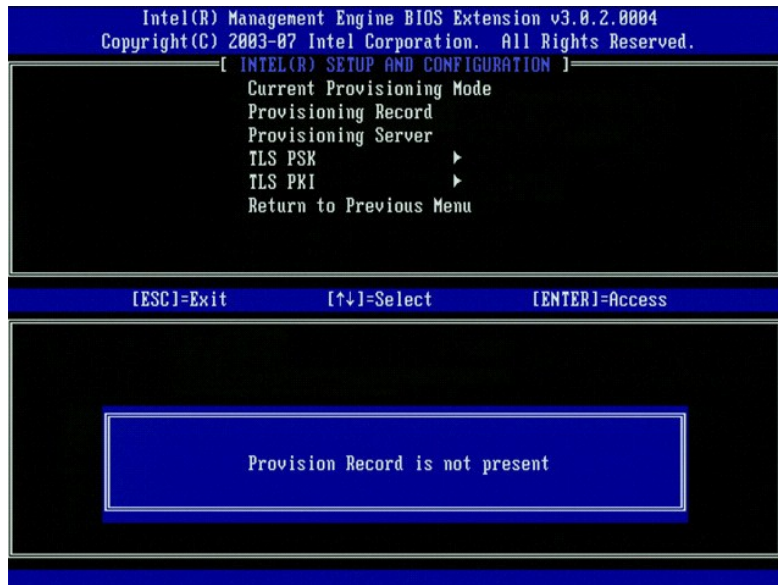 Intel(R) Management Engine BIOS Extension v3.0.2.0004
Copyright(C) 2003-07 Intel Corporation. All Rights Reserved.
[ INTEL(R) SETUP AND CONFIGURATION ]
Current Provisioning Mode
Provisioning Record
Provisioning Server
TLS PSK ►
TLS PKI ►
Return to Previous Menu
[ESC]=Exit [↑↓]=Select [ENTER]=Access
Provision Record is not present